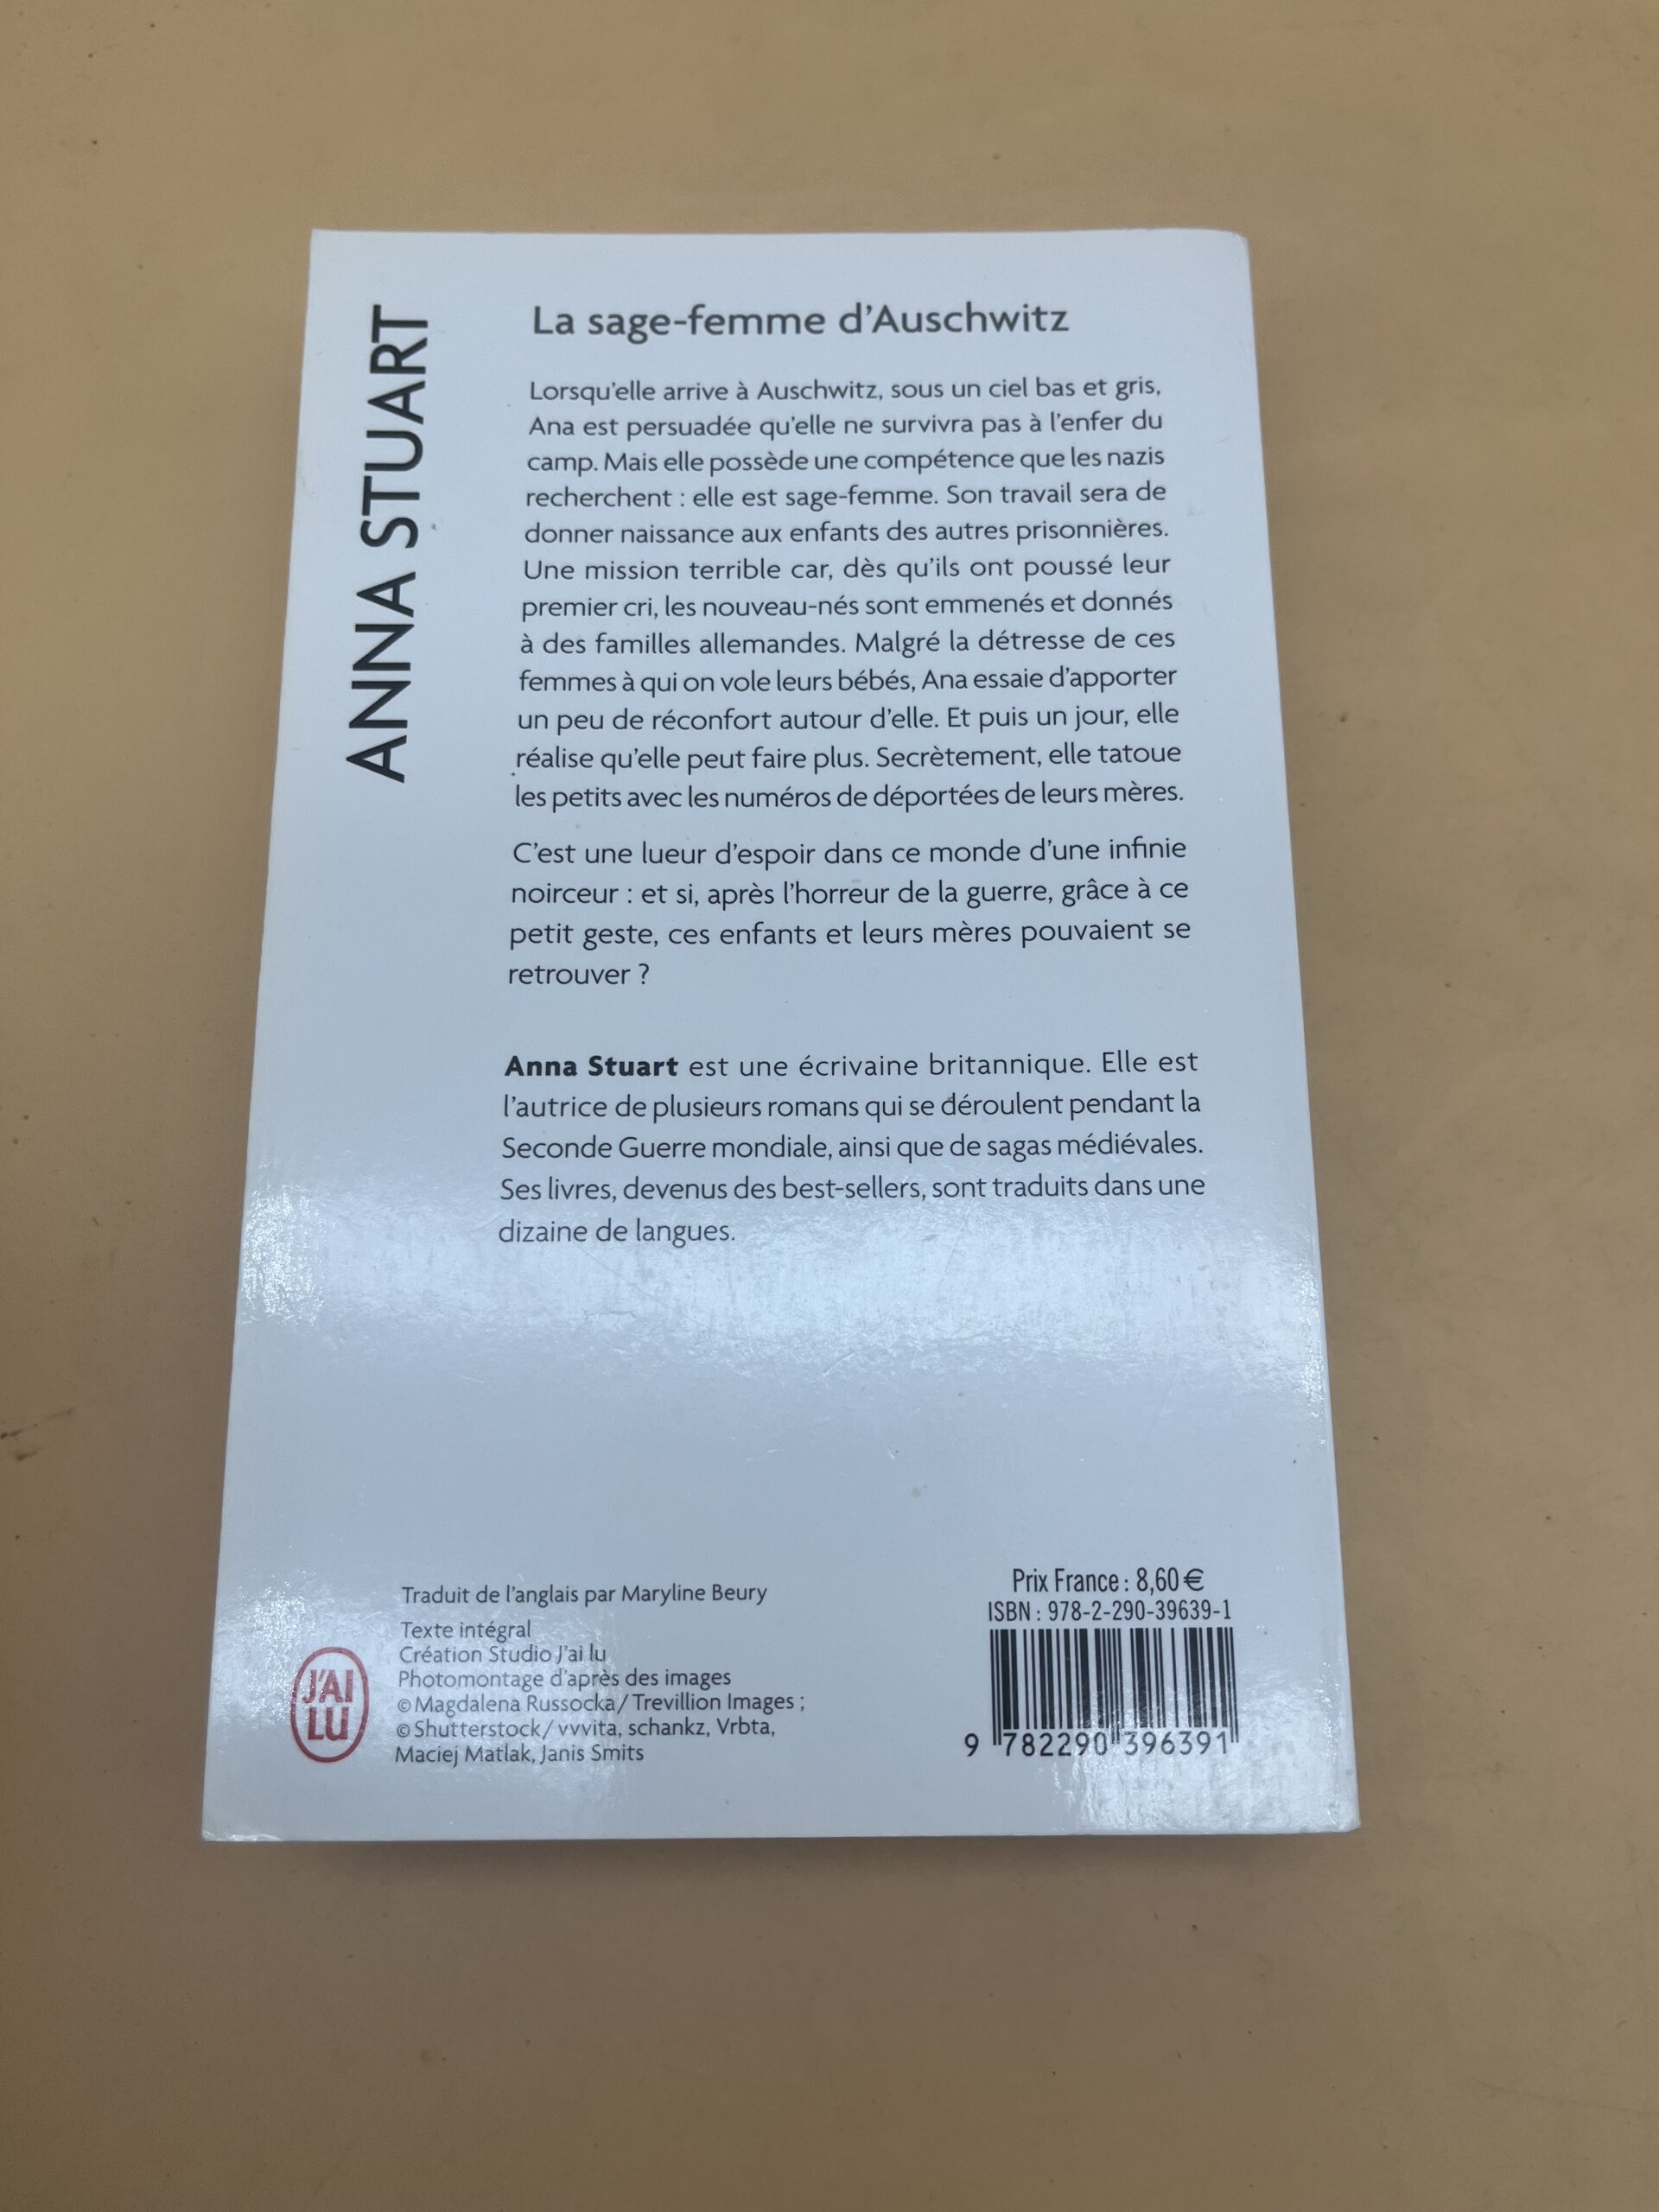 ANNA STUART
La sage-femme d'Auschwitz
Lorsqu'elle arrive à Auschwitz, sous un ciel bas et gris,
Ana est persuadée qu'elle ne survivra pas à l'enfer du
camp. Mais elle possède une compétence que les nazis
recherchent : elle est sage-femme. Son travail sera de
donner naissance aux enfants des autres prisonnières.
Une mission terrible car, dès qu'ils ont poussé leur
premier cri, les nouveau-nés sont emmenés et donnés
à des familles allemandes. Malgré la détresse de ces
femmes à qui on vole leurs bébés, Ana essaie d'apporter
un peu de réconfort autour d'elle. Et puis un jour, elle
réalise qu'elle peut faire plus. Secrètement, elle tatoue
les petits avec les numéros de déportées de leurs mères.
C'est une lueur d'espoir dans ce monde d'une infinie
noirceur : et si, après l'horreur de la guerre, grâce à ce
petit geste, ces enfants et leurs mères pouvaient se
retrouver ?
Anna Stuart est une écrivaine britannique. Elle est
l'autrice de plusieurs romans qui se déroulent pendant la
Seconde Guerre mondiale, ainsi que de sagas médiévales.
Ses livres, devenus des best-sellers, sont traduits dans une
dizaine de langues.
Traduit de l'anglais par Maryline Beury
Texte intégral
Création Studio J'ai lu
Photomontage d'après des images
© Magdalena Russocka / Trevillion Images ;
© Shutterstock / vvvita, schankz, Vrbta,
Maciej Matlak, Janis Smits
J'AI
LU
Prix France : 8,60 €
ISBN : 978-2-290-39639-1
9 782290 396391